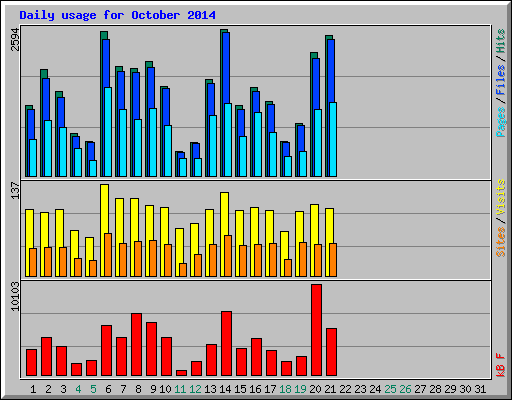 Daily usage for October 2014
2594
Pages / Files / Hits
137
Sites / Visits
10103
kB F
1 2 3 4 5 6 7 8 9 10 11 12 13 14 15 16 17 18 19 20 21 22 23 24 25 26 27 28 29 30 31